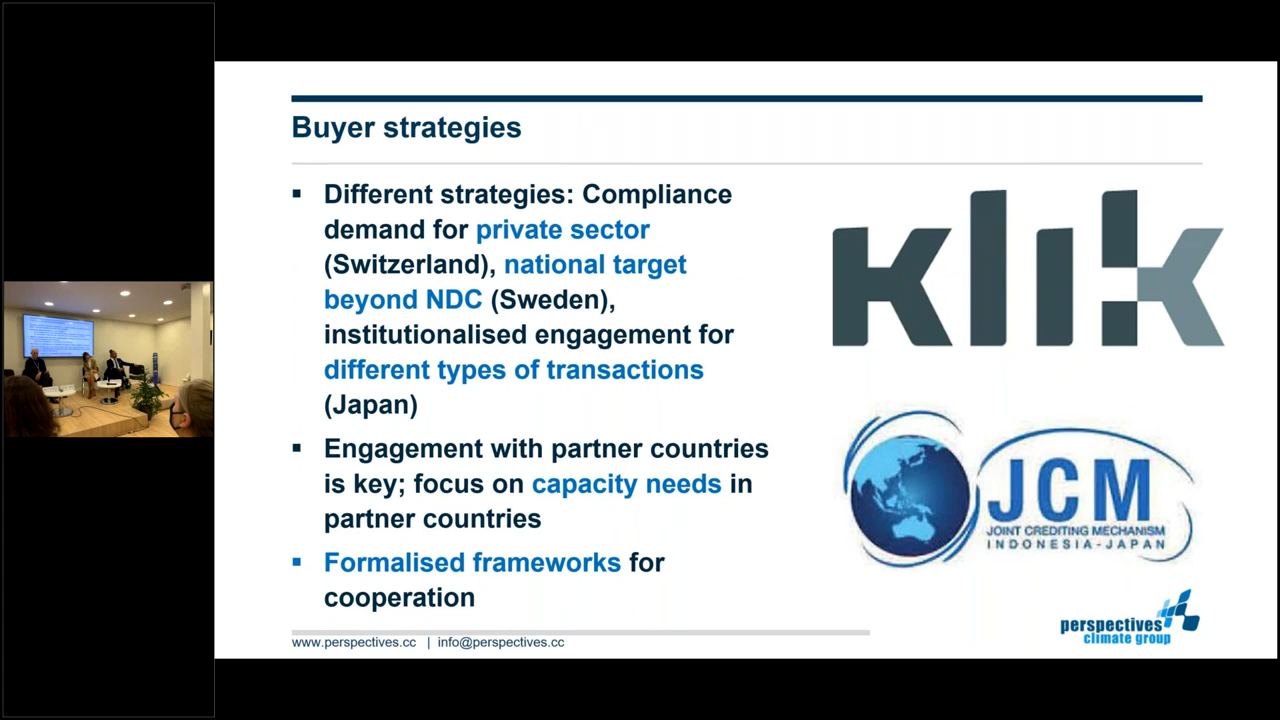 Buyer strategies
▪ Different strategies: Compliance
demand for private sector
(Switzerland), national target
beyond NDC (Sweden),
institutionalised engagement for
different types of transactions
(Japan)
▪ Engagement with partner countries
is key; focus on capacity needs in
partner countries
▪ Formalised frameworks for
cooperation
klik
JCM
JOINT CREDITING MECHANISM
INDONESIA-JAPAN
perspectives
climate group
www.perspectives.cc | info@perspectives.cc